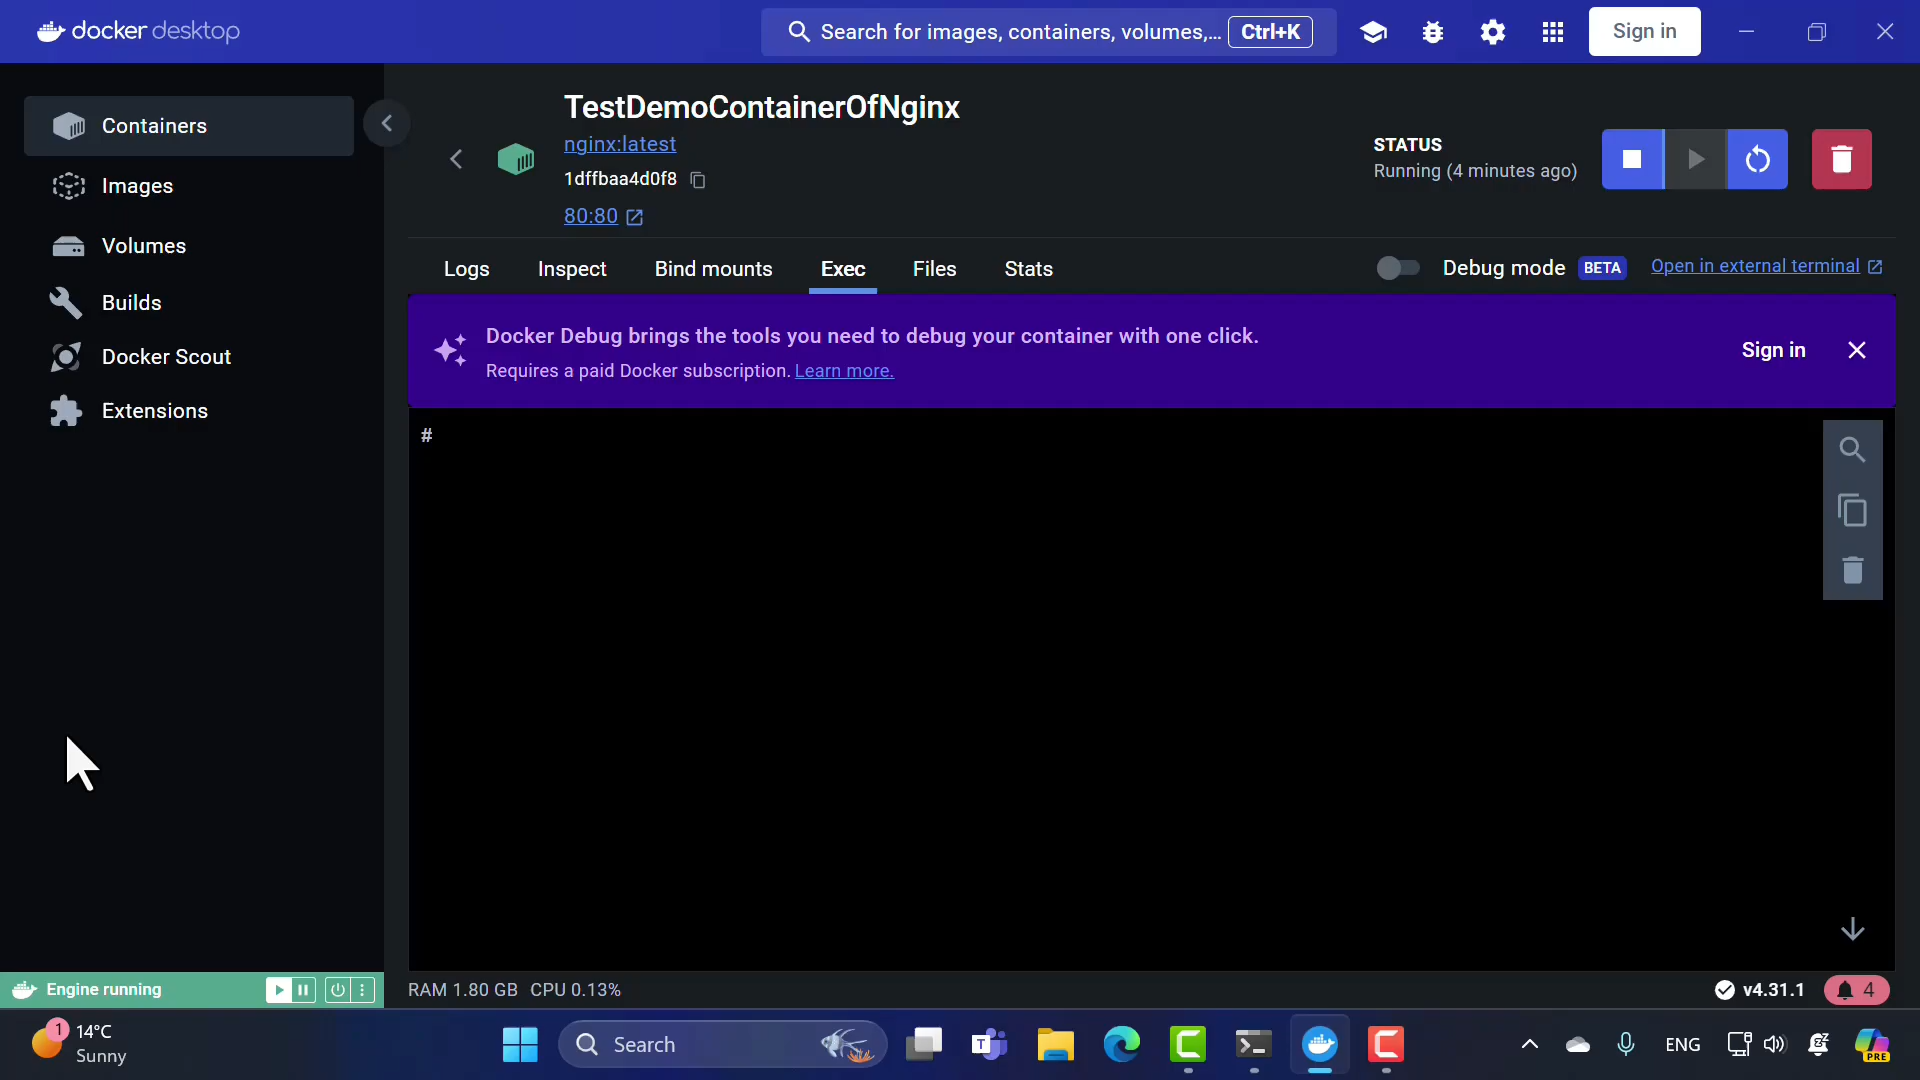 docker desktop
Search for images, containers, volumes,... Ctrl+K
Sign in
Containers
Images
Volumes
Builds
Docker Scout
Extensions
TestDemoContainerOfNginx
nginx:latest
1dffbaa4d0f8
80:80
STATUS
Running (4 minutes ago)
Logs Inspect Bind mounts Exec Files Stats
Debug mode BETA Open in external terminal
Docker Debug brings the tools you need to debug your container with one click.
Requires a paid Docker subscription. Learn more.
Sign in
#
Engine running
RAM 1.80 GB CPU 0.13%
v4.31.1
4
1
14°C
Sunny
Search
T
ENG
PRE